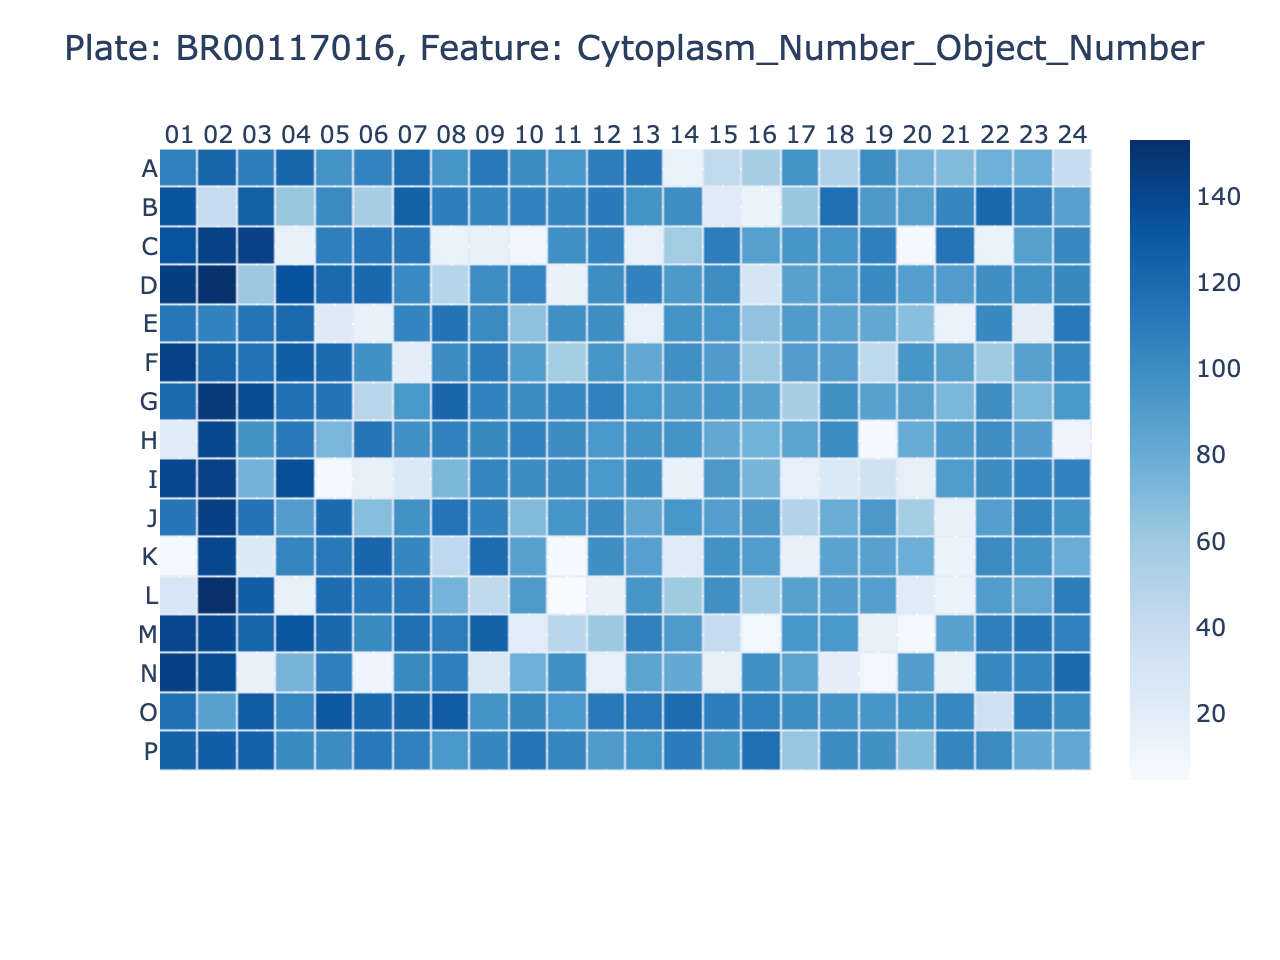 Plate: BR00117016, Feature: Cytoplasm_Number_Object_Number
01 02 03 04 05 06 07 08 09 10 11 12 13 14 15 16 17 18 19 20 21 22 23 24
A
B
C
D
E
F
G
H
I
J
K
L
M
N
O
P
140
120
100
80
60
40
20